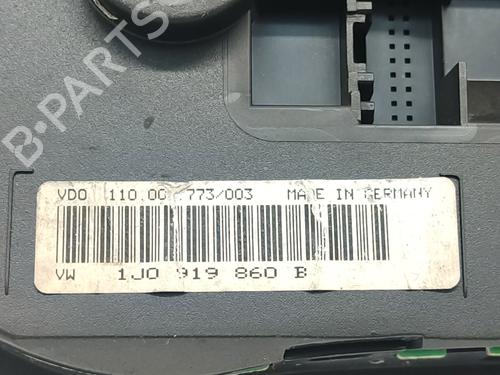 B-PARTS
VDO 110.00 .773/003 MADE IN GERMANY
VW 1J0 919 860 B